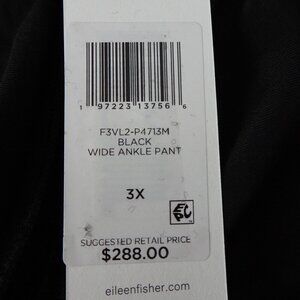 1 97223 13756 6
F3VL2-P4713M
BLACK
WIDE ANKLE PANT
3X
SUGGESTED RETAIL PRICE
$288.00
eileenfisher.com